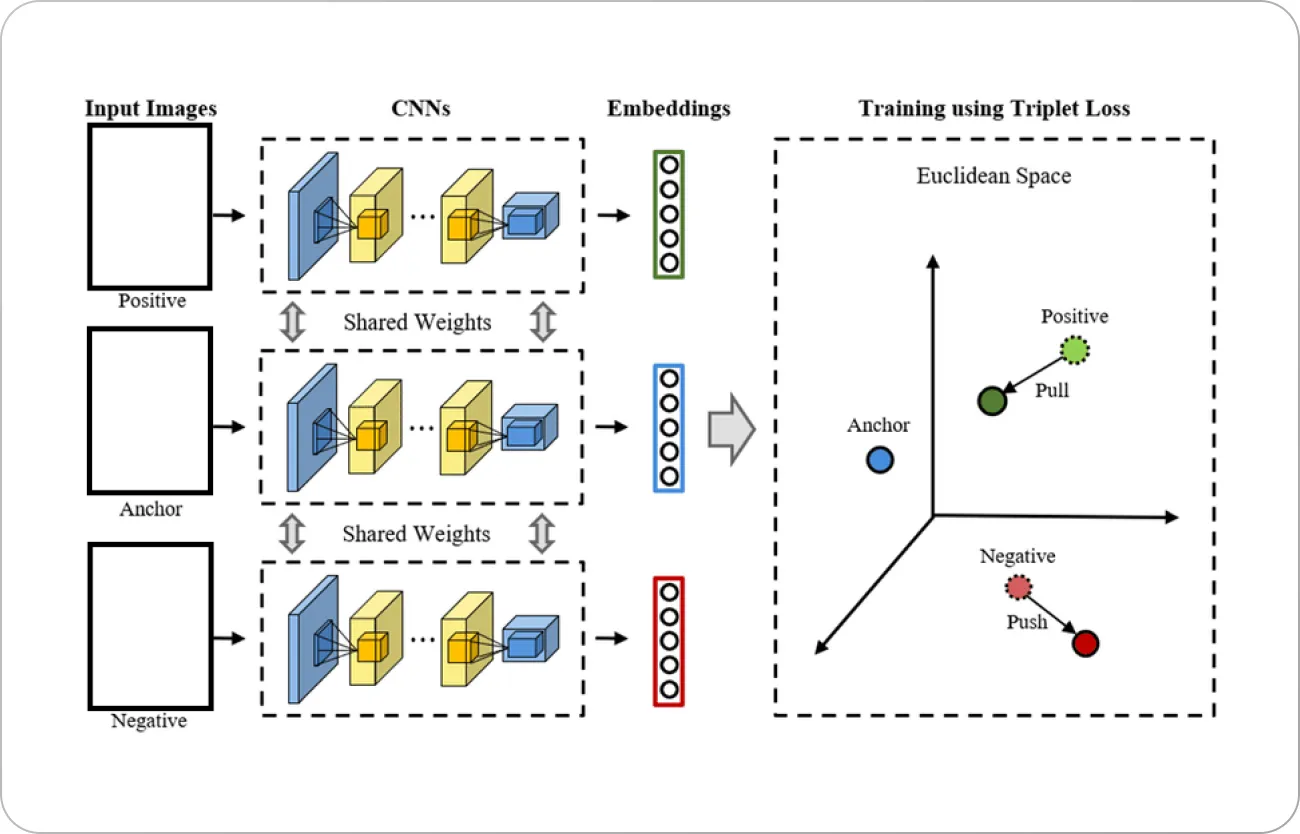 Input Images
CNNs
Embeddings
Training using Triplet Loss
Euclidean Space
Positive
Shared Weights
Positive
Pull
Anchor
Anchor
Shared Weights
Negative
Push
Negative